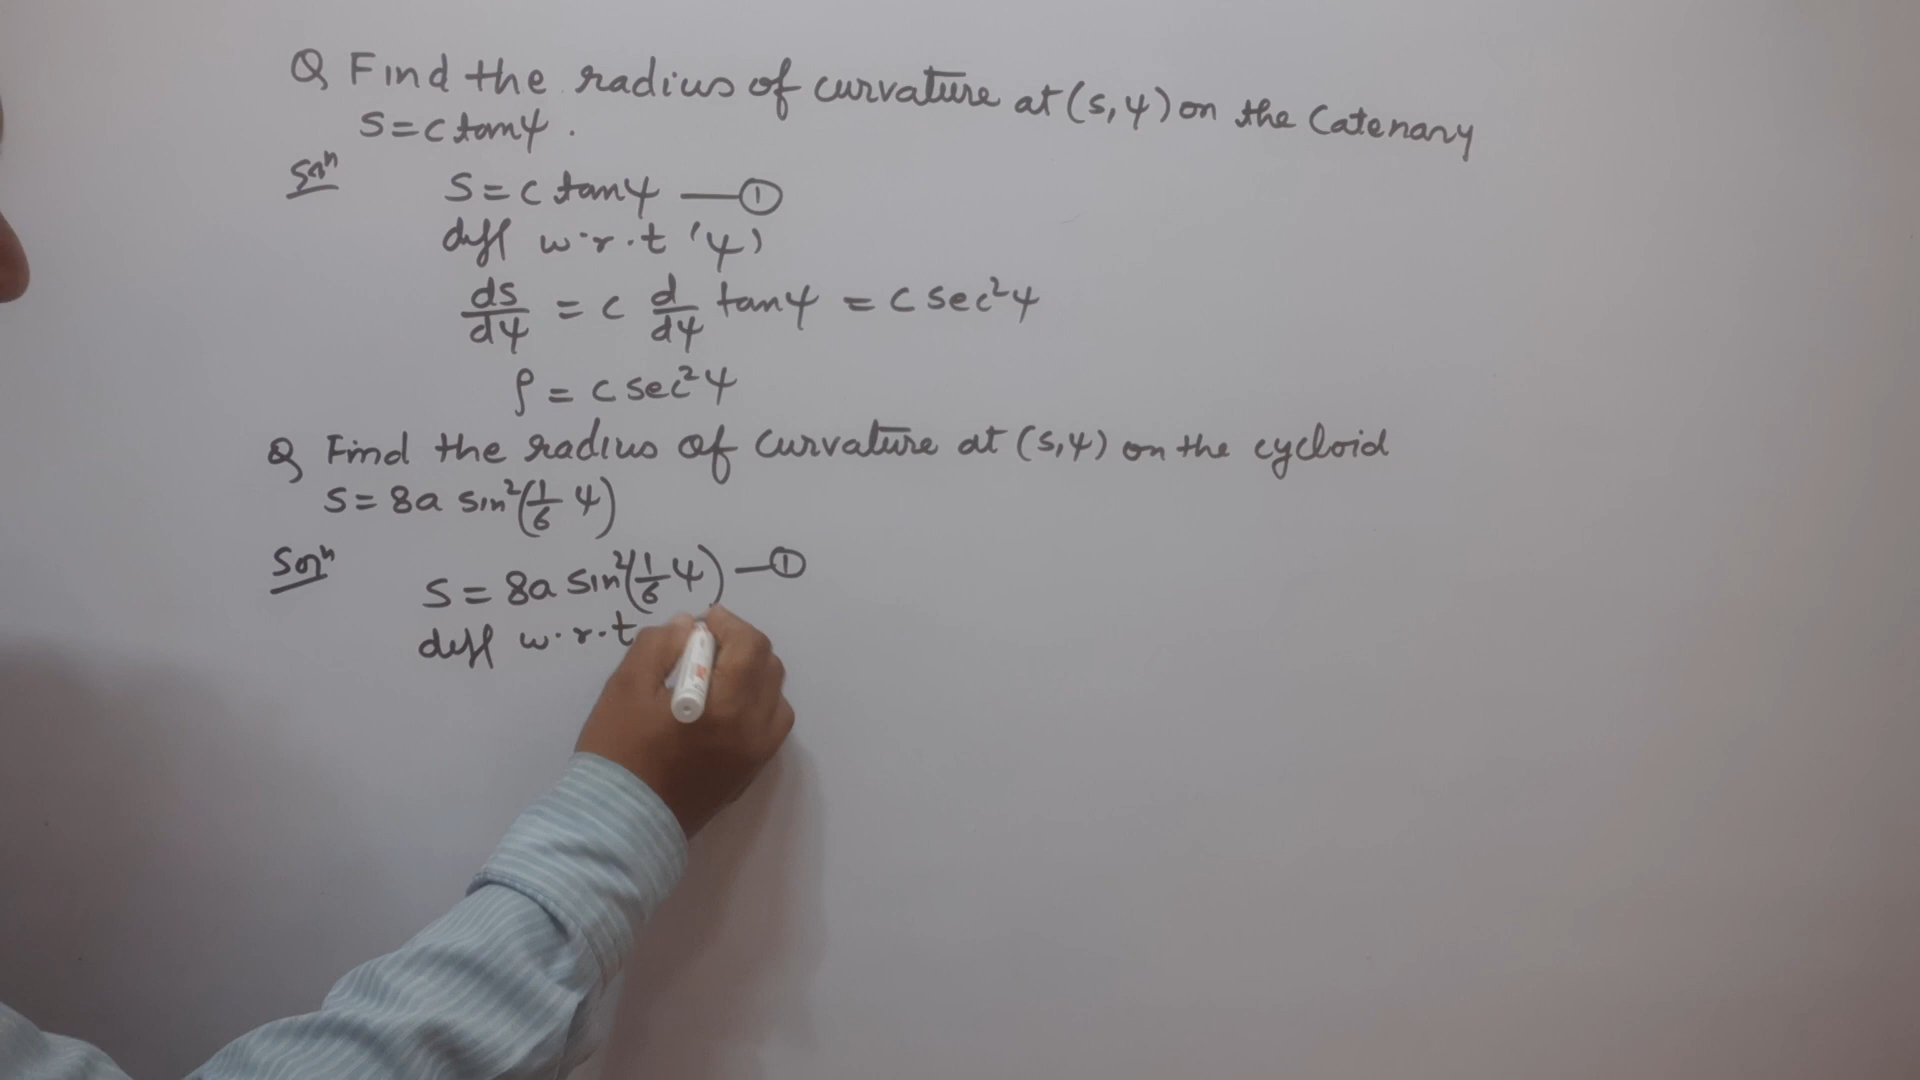 Q Find the radius of curvature at (s,ψ) on the Catenary
s=c tanψ .
Solⁿ
s=c tanψ —①
diff w.r.t 'ψ'
ds/dψ = c d/dψ tanψ = c sec²ψ
ρ = c sec²ψ
Q Find the radius of curvature at (s,ψ) on the cycloid
s= 8a sin²(1/6 ψ)
Solⁿ
s= 8a sin²(1/6 ψ) —①
diff w.r.t